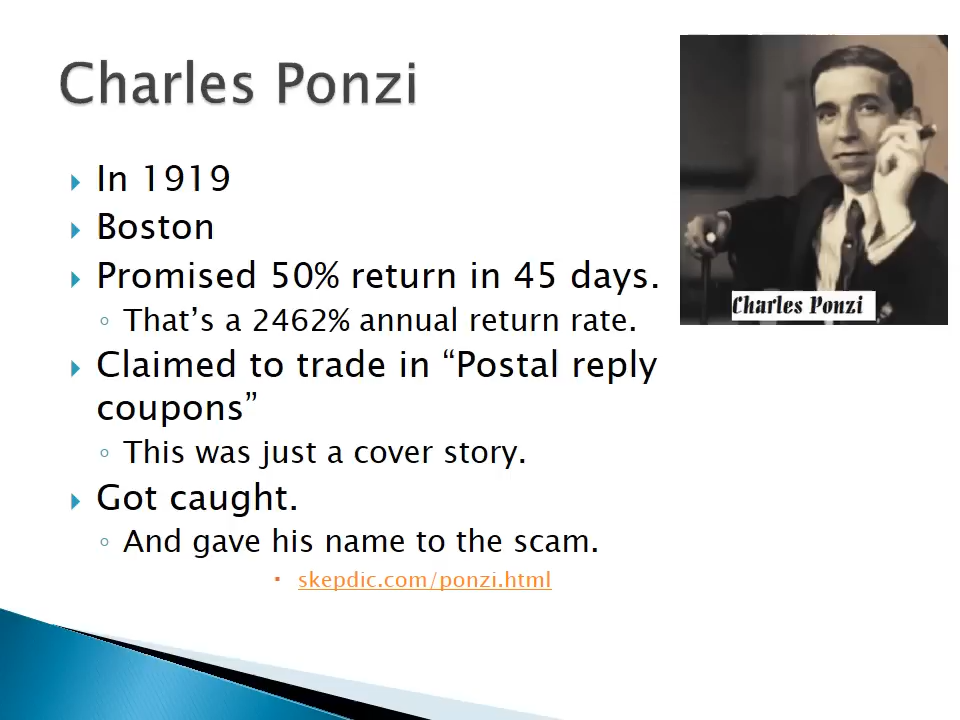 Charles Ponzi
In 1919
Boston
Promised 50% return in 45 days.
That’s a 2462% annual return rate.
Claimed to trade in “Postal reply
coupons”
This was just a cover story.
Got caught.
And gave his name to the scam.
skepdic.com/ponzi.html
Charles Ponzi